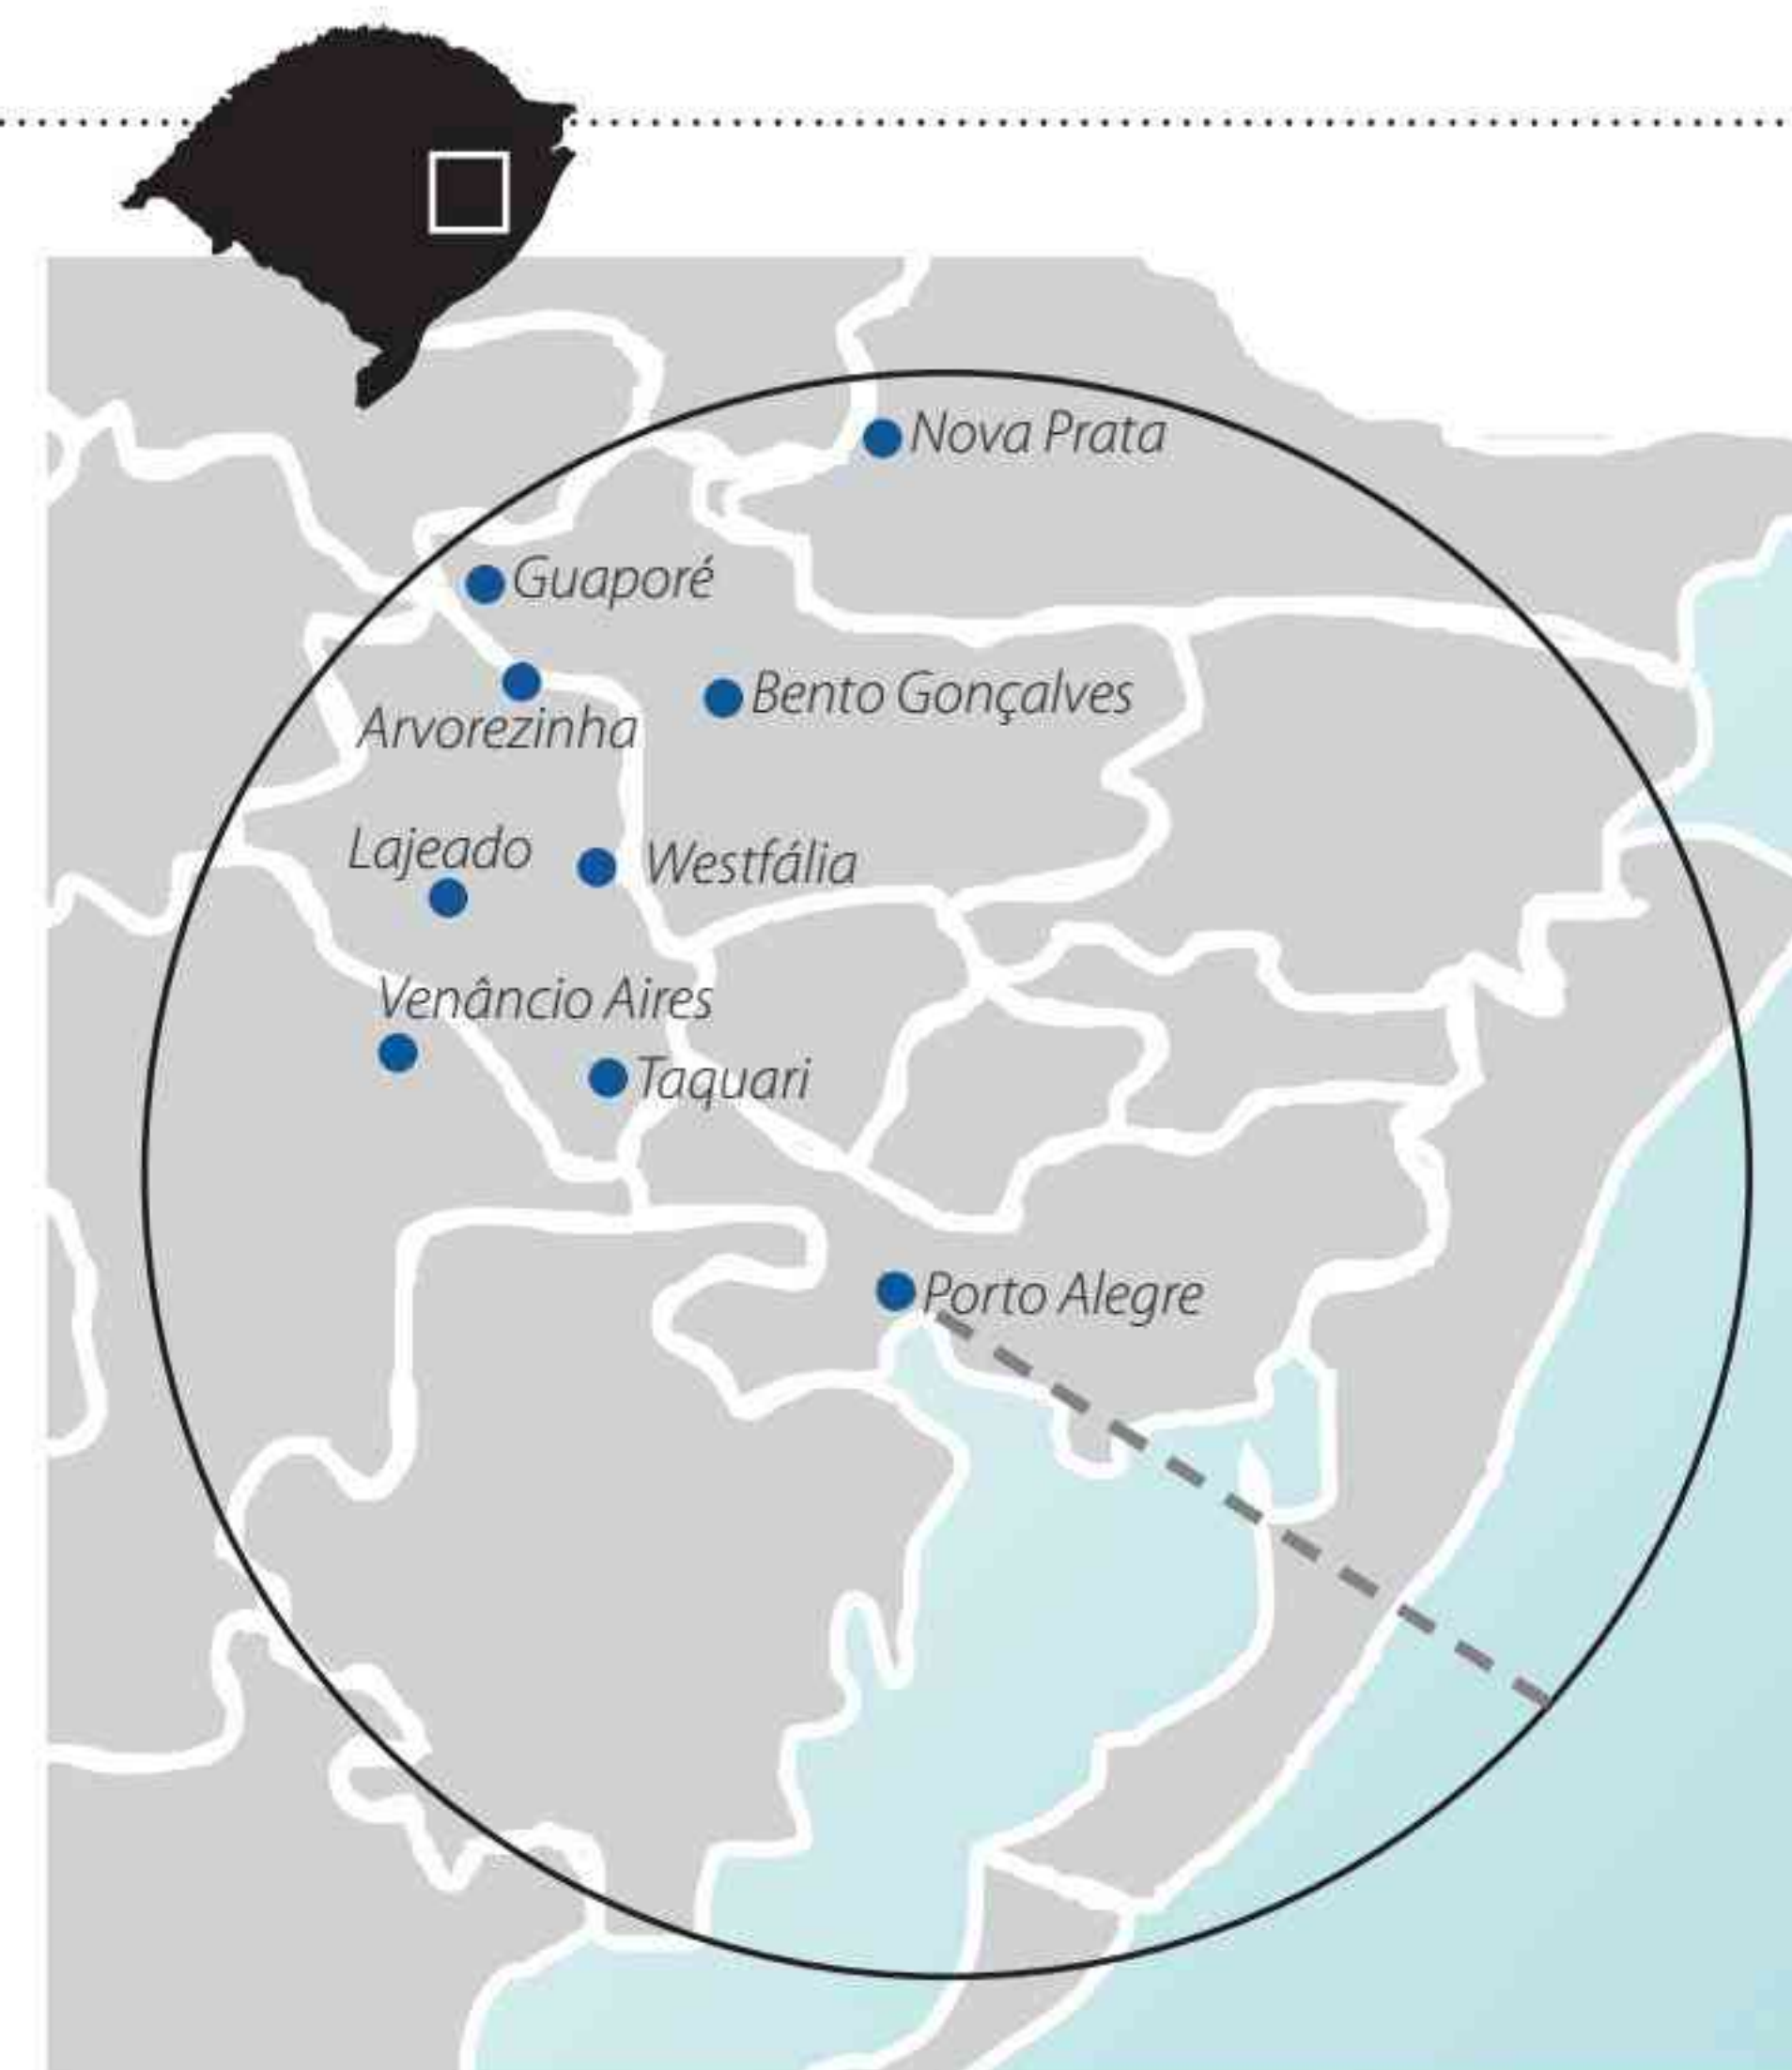 Nova Prata
Guaporé
Bento Gonçalves
Arvorezinha
Lajeado
Westfália
Venâncio Aires
Taquari
Porto Alegre